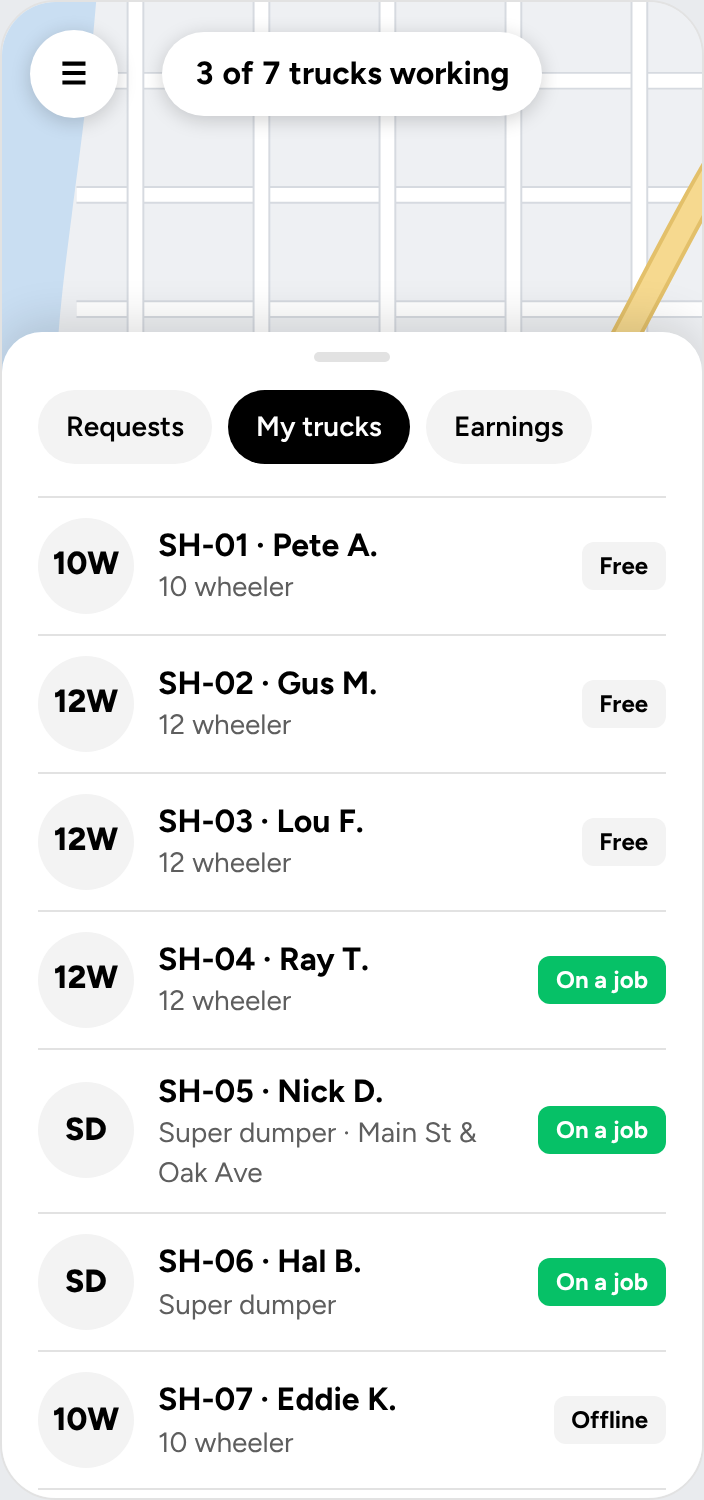 ☰
3 of 7 trucks working
Requests
My trucks
Earnings
10W
SH-01 · Pete A.
10 wheeler
Free
12W
SH-02 · Gus M.
12 wheeler
Free
12W
SH-03 · Lou F.
12 wheeler
Free
12W
SH-04 · Ray T.
12 wheeler
On a job
SD
SH-05 · Nick D.
Super dumper · Main St &
Oak Ave
On a job
SD
SH-06 · Hal B.
Super dumper
On a job
10W
SH-07 · Eddie K.
10 wheeler
Offline